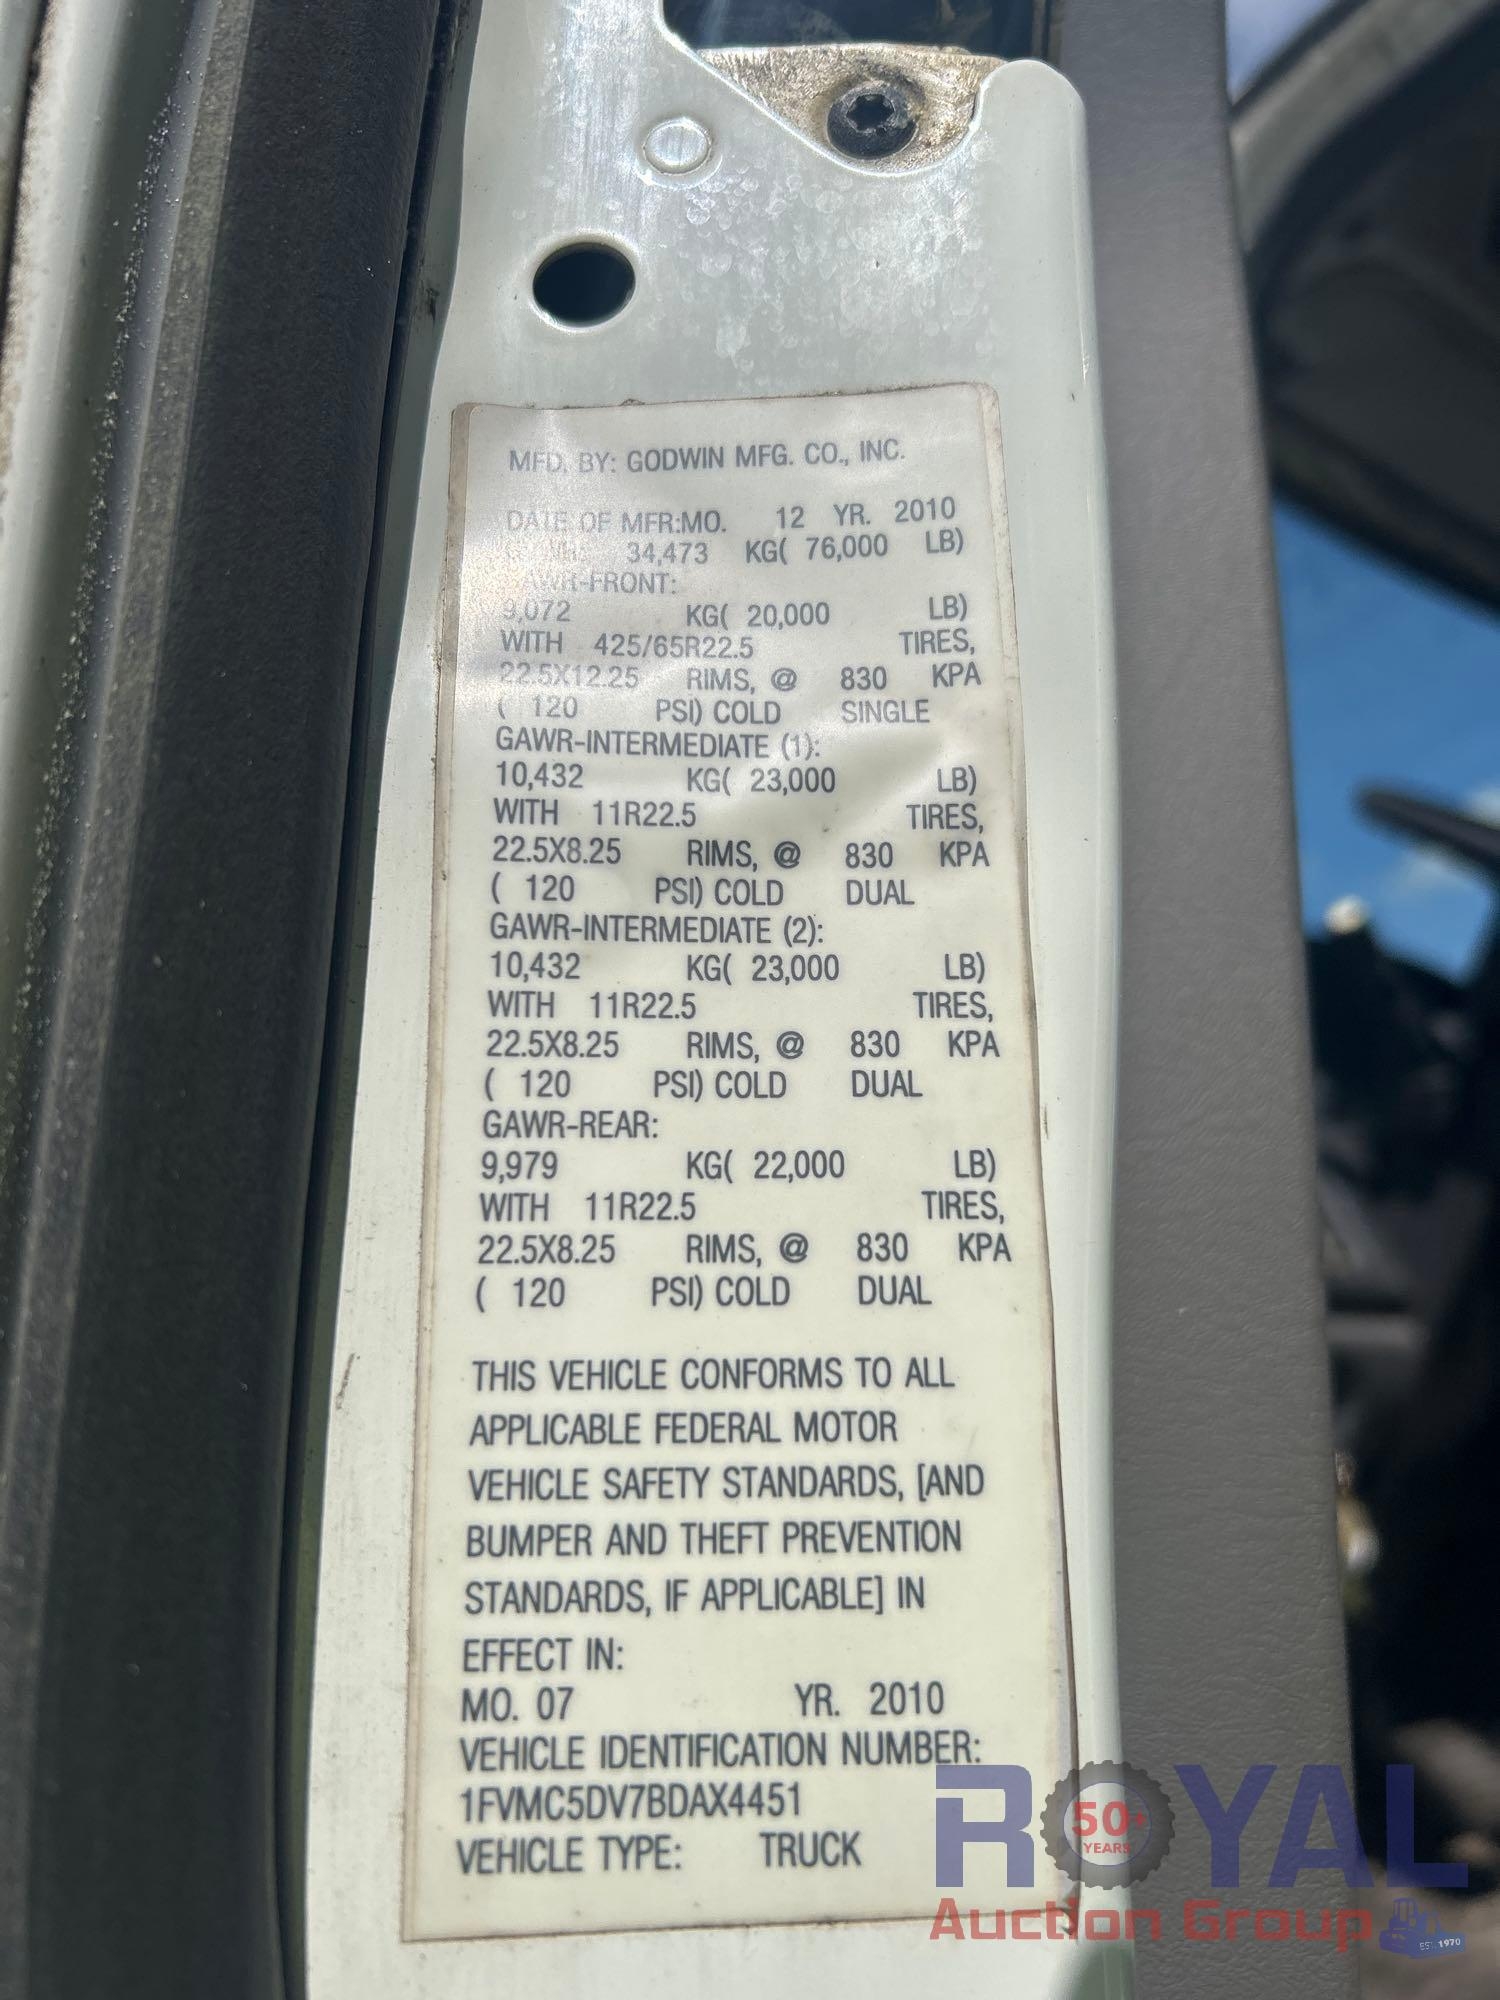 MFD. BY: GODWIN MFG. CO., INC.
DATE OF MFR:MO. 12 YR. 2010
34,473 KG( 76,000 LB)
GAWR-FRONT:
9,072 KG( 20,000 LB)
WITH 425/65R22.5 TIRES,
22.5X12.25 RIMS, @ 830 KPA
( 120 PSI) COLD SINGLE
GAWR-INTERMEDIATE (1):
10,432 KG( 23,000 LB)
WITH 11R22.5 TIRES,
22.5X8.25 RIMS, @ 830 KPA
( 120 PSI) COLD DUAL
GAWR-INTERMEDIATE (2):
10,432 KG( 23,000 LB)
WITH 11R22.5 TIRES,
22.5X8.25 RIMS, @ 830 KPA
( 120 PSI) COLD DUAL
GAWR-REAR:
9,979 KG( 22,000 LB)
WITH 11R22.5 TIRES,
22.5X8.25 RIMS, @ 830 KPA
( 120 PSI) COLD DUAL
THIS VEHICLE CONFORMS TO ALL
APPLICABLE FEDERAL MOTOR
VEHICLE SAFETY STANDARDS, [AND
BUMPER AND THEFT PREVENTION
STANDARDS, IF APPLICABLE] IN
EFFECT IN:
MO. 07 YR. 2010
VEHICLE IDENTIFICATION NUMBER:
1FVMC5DV7BDAX4451
VEHICLE TYPE: TRUCK
ROYAL
50+
YEARS
Auction Group
EST. 1970